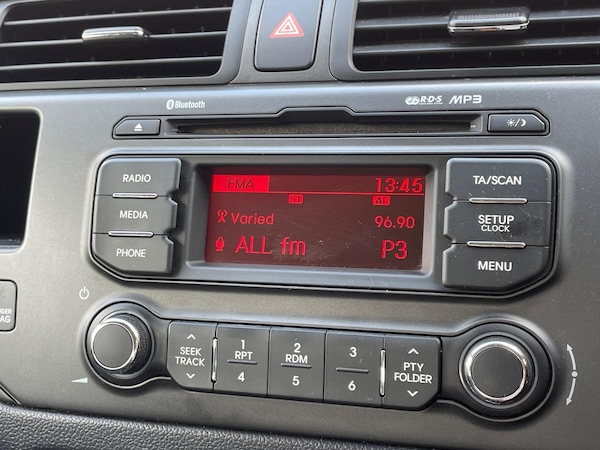 Bluetooth
R·D·S MP3
RADIO
MEDIA
PHONE
FMA 13:45
ST AF
Varied 96.90
ALL fm P3
TA/SCAN
SETUP
CLOCK
MENU
SEEK
TRACK
1
RPT
4
2
RDM
5
3
6
PTY
FOLDER
AG